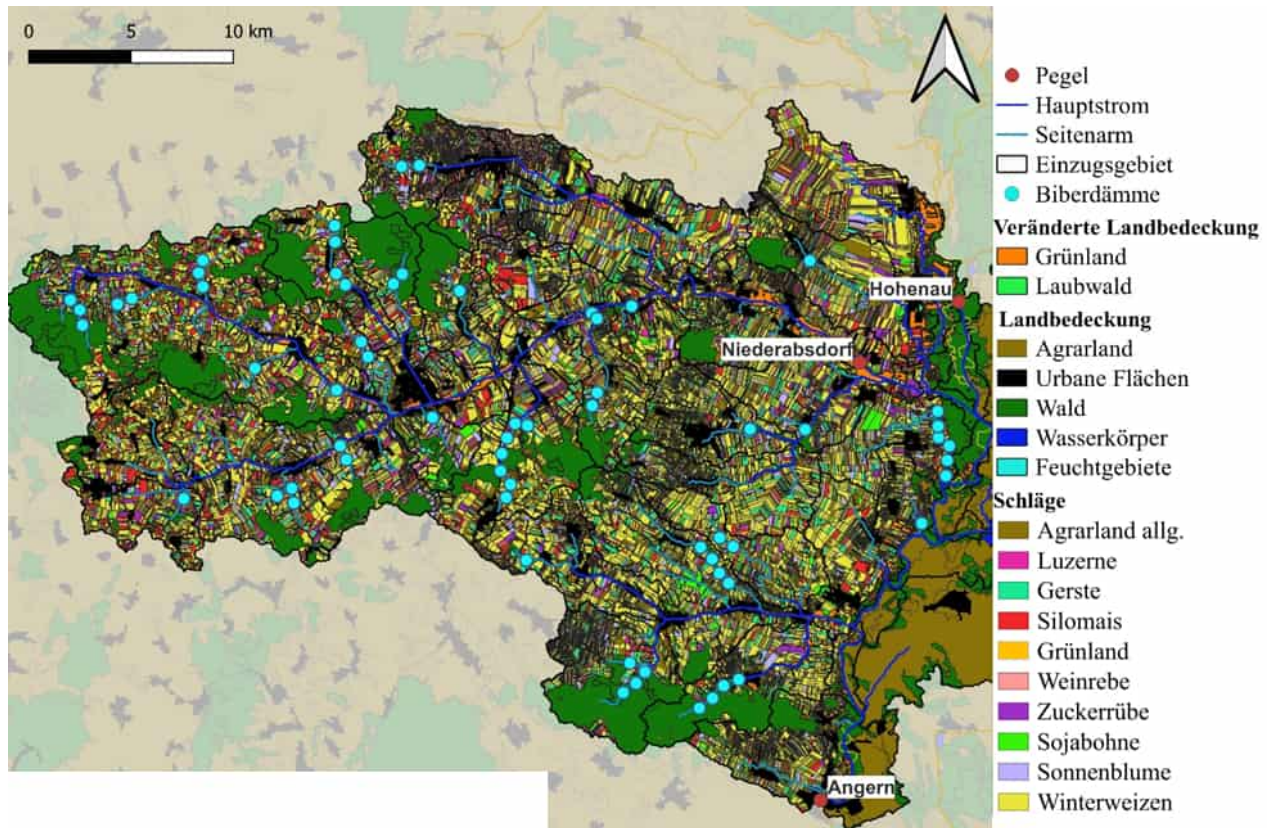 0 5 10 km
Hohenau
Niederabsdorf
Angern
Pegel
Hauptstrom
Seitenarm
Einzugsgebiet
Biberdämme
Veränderte Landbedeckung
Grünland
Laubwald
Landbedeckung
Agrarland
Urbane Flächen
Wald
Wasserkörper
Feuchtgebiete
Schläge
Agrarland allg.
Luzerne
Gerste
Silomais
Grünland
Weinrebe
Zuckerrübe
Sojabohne
Sonnenblume
Winterweizen